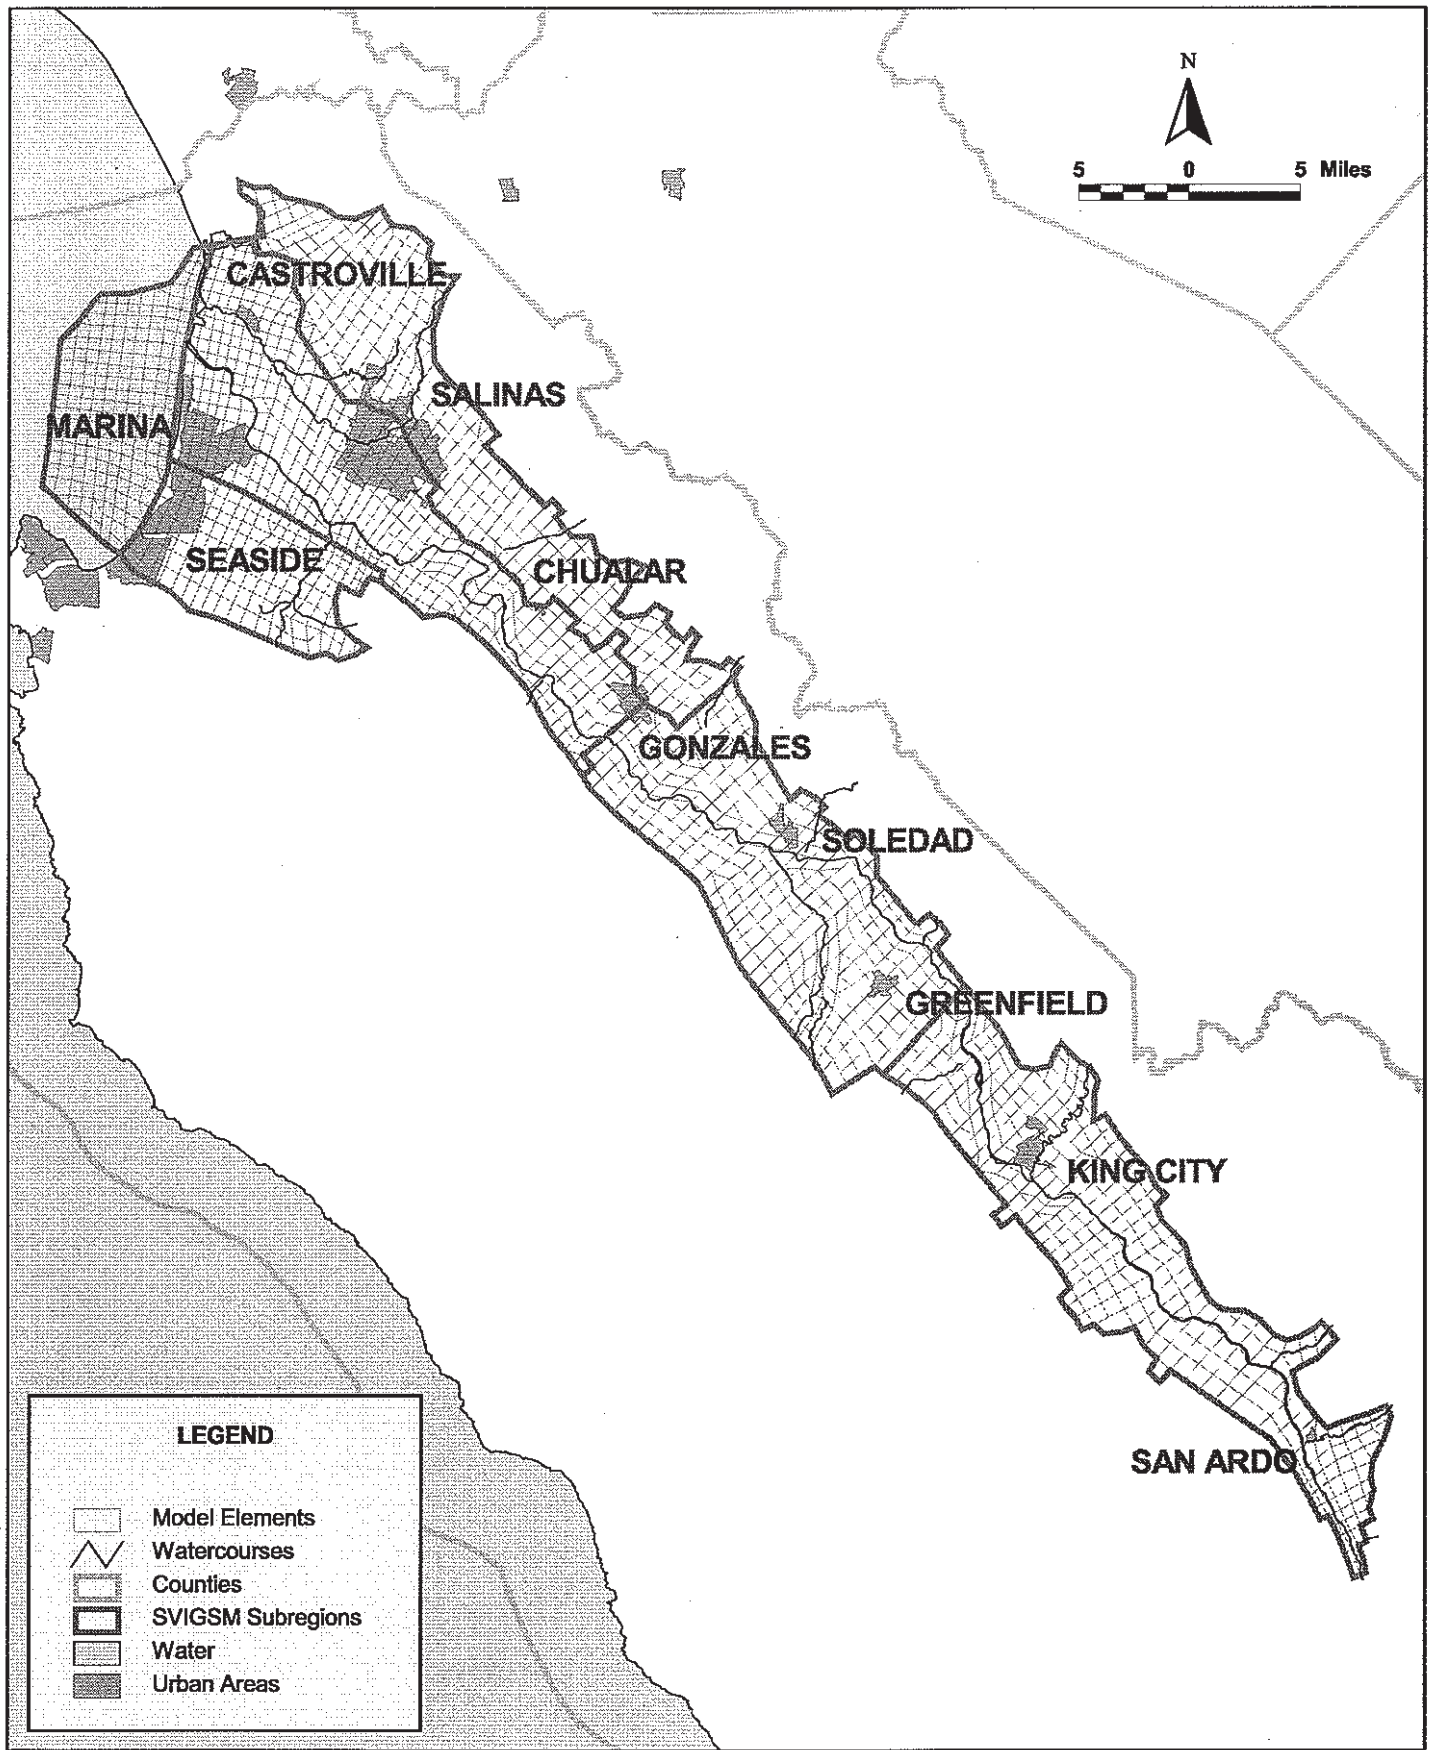 N
5 0 5 Miles
CASTROVILLE
SALINAS
MARINA
SEASIDE
CHUALAR
GONZALES
SOLEDAD
GREENFIELD
KING CITY
SAN ARDO
LEGEND
Model Elements
Watercourses
Counties
SVIGSM Subregions
Water
Urban Areas